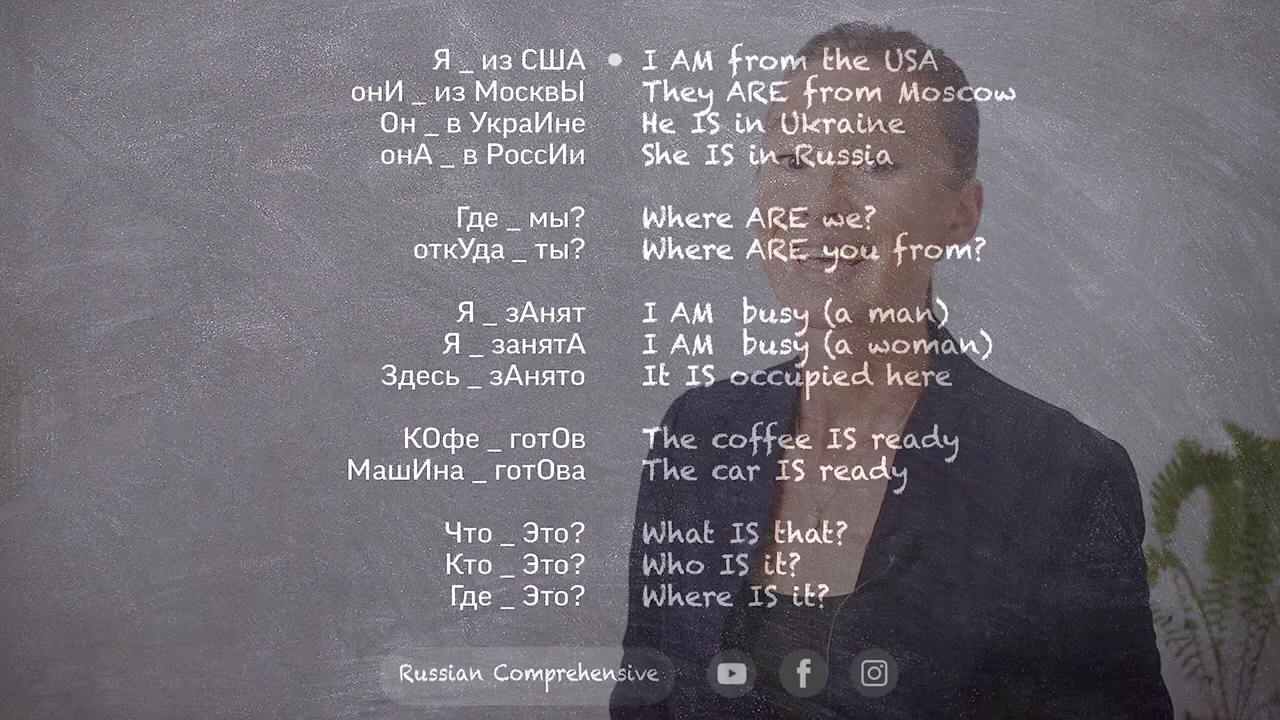 Я _ из США • I AM from the USA
онИ _ из МосквЫ They ARE from Moscow
Он _ в УкраИне He IS in Ukraine
онА _ в РоссИи She IS in Russia
Где _ мы? Where ARE we?
откУда _ ты? Where ARE you from?
Я _ зАнят I AM busy (a man)
Я _ занятА I AM busy (a woman)
Здесь _ зАнято It IS occupied here
КОфе _ готОв The coffee IS ready
МашИна _ готОва The car IS ready
Что _ Это? What IS that?
Кто _ Это? Who IS it?
Где _ Это? Where IS it?
Russian Comprehensive